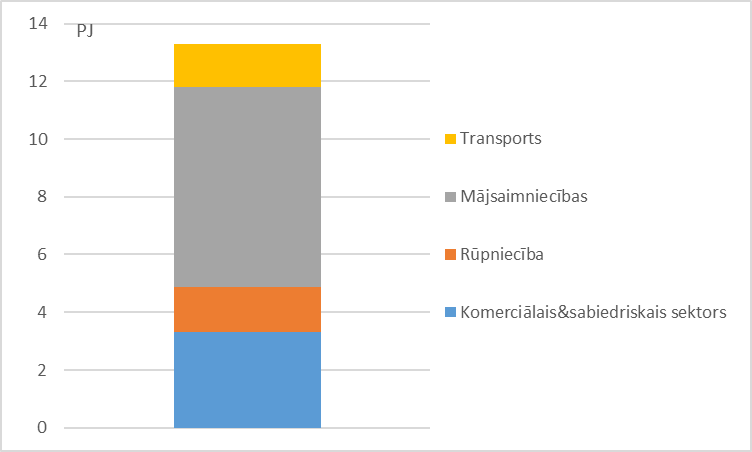 PJ
14
12
10
8
6
4
2
0
Transports
Mājsaimniecības
Rūpniecība
Komerciālais&sabiedriskais sektors